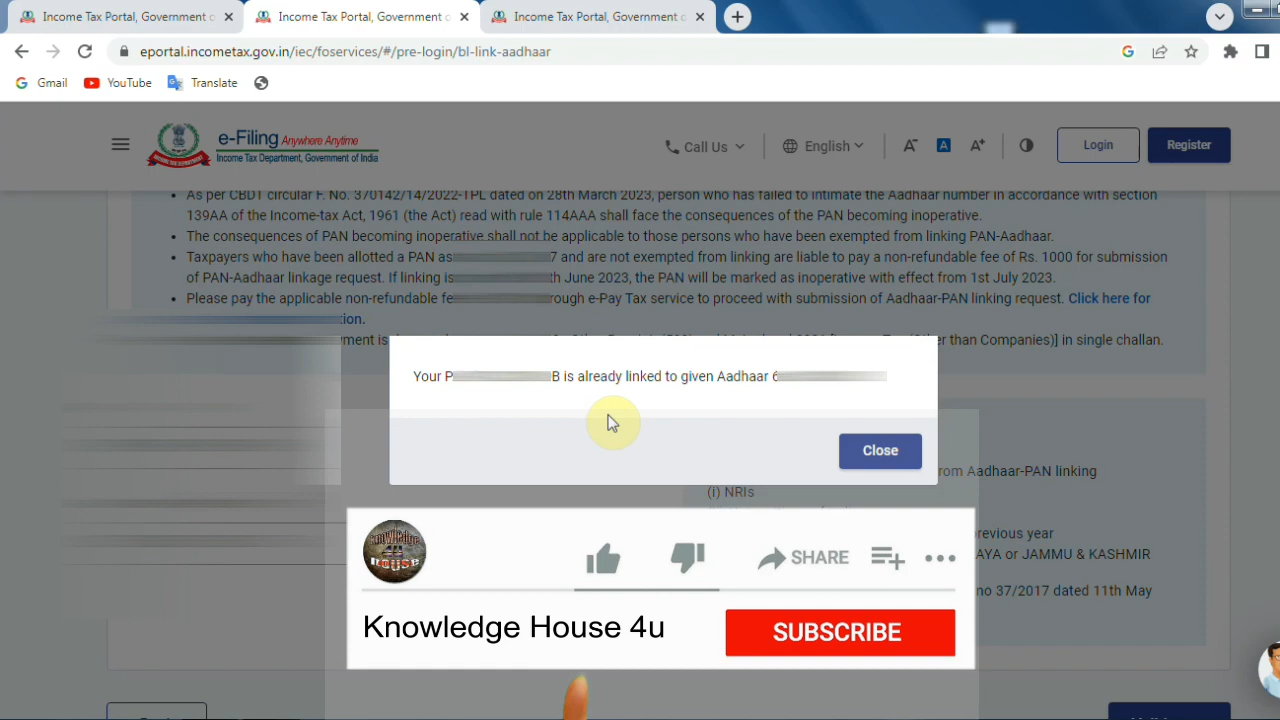 Income Tax Portal, Government o
Income Tax Portal, Government o
Income Tax Portal, Government o
eportal.incometax.gov.in/iec/foservices/#/pre-login/bl-link-aadhaar
Gmail YouTube Translate
e-Filing Anywhere Anytime
Income Tax Department, Government of India
Call Us English A- A A+ Login Register
As per CBDT circular F. No. 370142/14/2022-TPL dated on 28th March 2023, person who has failed to intimate the Aadhaar number in accordance with section
139AA of the Income-tax Act, 1961 (the Act) read with rule 114AAA shall face the consequences of the PAN becoming inoperative.
The consequences of PAN becoming inoperative shall not be applicable to those persons who have been exempted from linking PAN-Aadhaar.
Taxpayers who have been allotted a PAN as 7 and are not exempted from linking are liable to pay a non-refundable fee of Rs. 1000 for submission
of PAN-Aadhaar linkage request. If linking is th June 2023, the PAN will be marked as inoperative with effect from 1st July 2023.
Please pay the applicable non-refundable fe rough e-Pay Tax service to proceed with submission of Aadhaar-PAN linking request. Click here for
tion.
yment is her than Companies)] in single challan.
Your P B is already linked to given Aadhaar 6
Close
rom Aadhaar-PAN linking
(i) NRIs
revious year
AYA or JAMMU & KASHMIR
no 37/2017 dated 11th May
KNOWLEDGE
HOUSE
SHARE
Knowledge House 4u
SUBSCRIBE